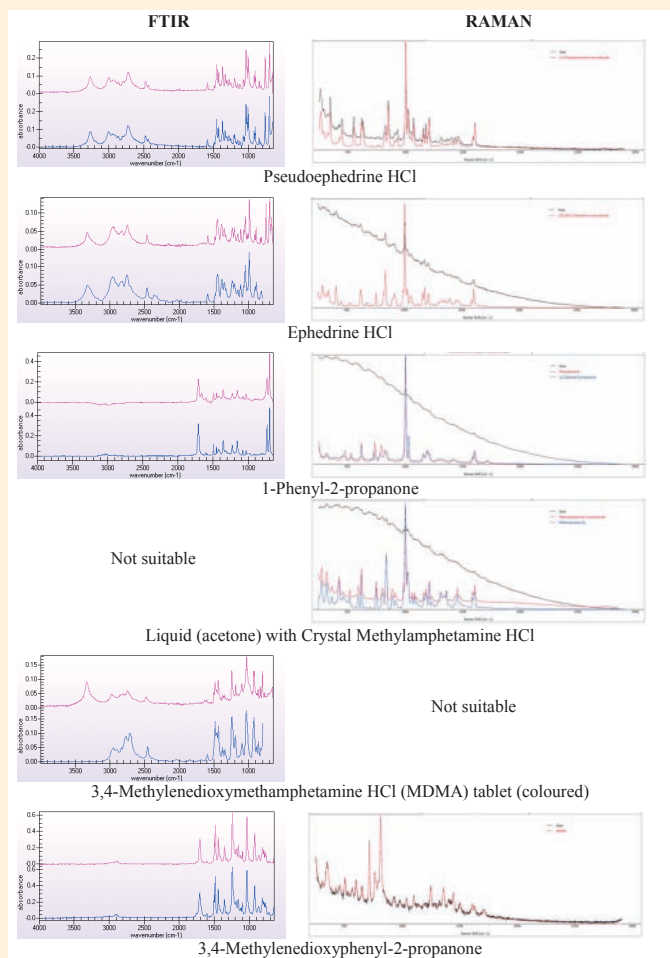 FTIR RAMAN
0.2
0.1
-0.0
0.2
0.1
0.0
absorbance
4000 3500 3000 2500 2000 1500 1000
wavenumber (cm-1)
Pseudoephedrine HCl
0.10
0.05
0.00
0.10
0.05
0.00
absorbance
3500 3000 2500 2000 1500 1000
wavenumber (cm-1)
Ephedrine HCl
0.4
0.2
0.0
0.4
0.2
0.0
absorbance
4000 3500 3000 2500 2000 1500 1000
wavenumber (cm-1)
1-Phenyl-2-propanone
Not suitable
Liquid (acetone) with Crystal Methylamphetamine HCl
0.15
0.10
0.05
0.00
0.15
0.10
0.05
0.00
absorbance
3500 3000 2500 2000 1500 1000
wavenumber (cm-1)
Not suitable
3,4-Methylenedioxymethamphetamine HCl (MDMA) tablet (coloured)
0.6
0.4
0.2
0.0
0.4
0.2
-0.0
absorbance
4000 3500 3000 2500 2000 1500 1000
wavenumber (cm-1)
3,4-Methylenedioxyphenyl-2-propanone